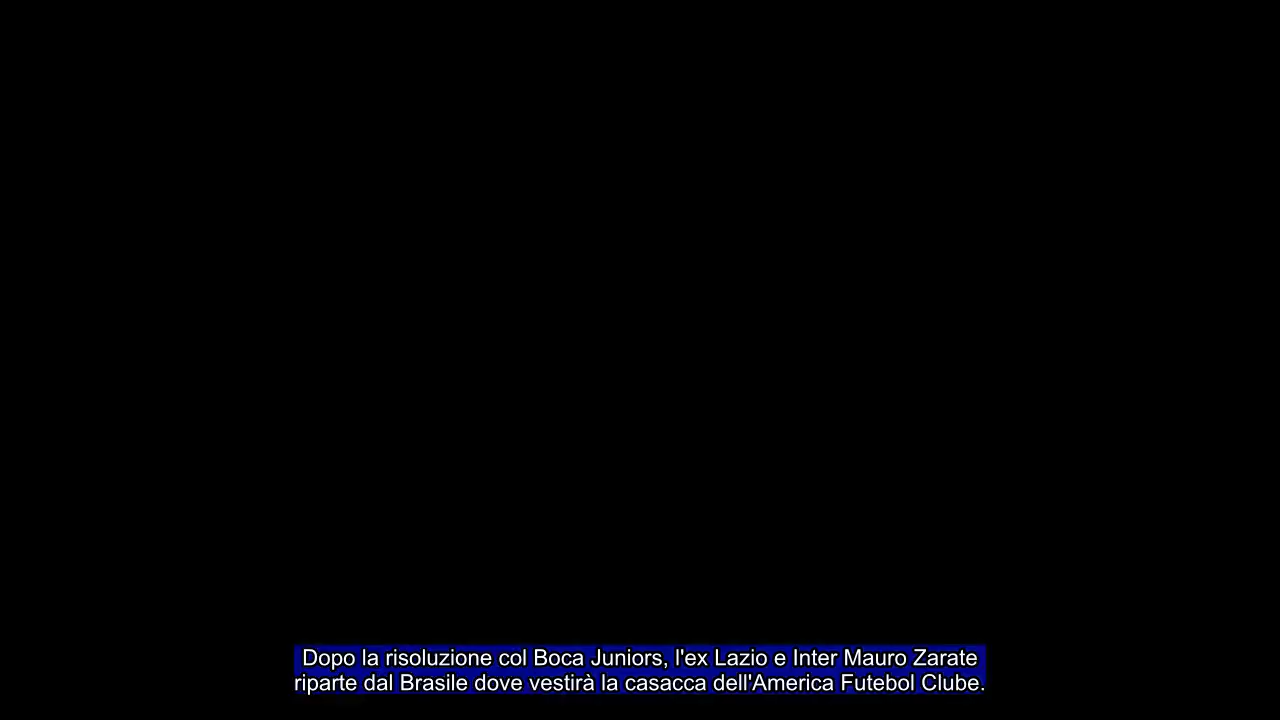 Dopo la risoluzione col Boca Juniors, l'ex Lazio e Inter Mauro Zarate
riparte dal Brasile dove vestirà la casacca dell'America Futebol Clube.